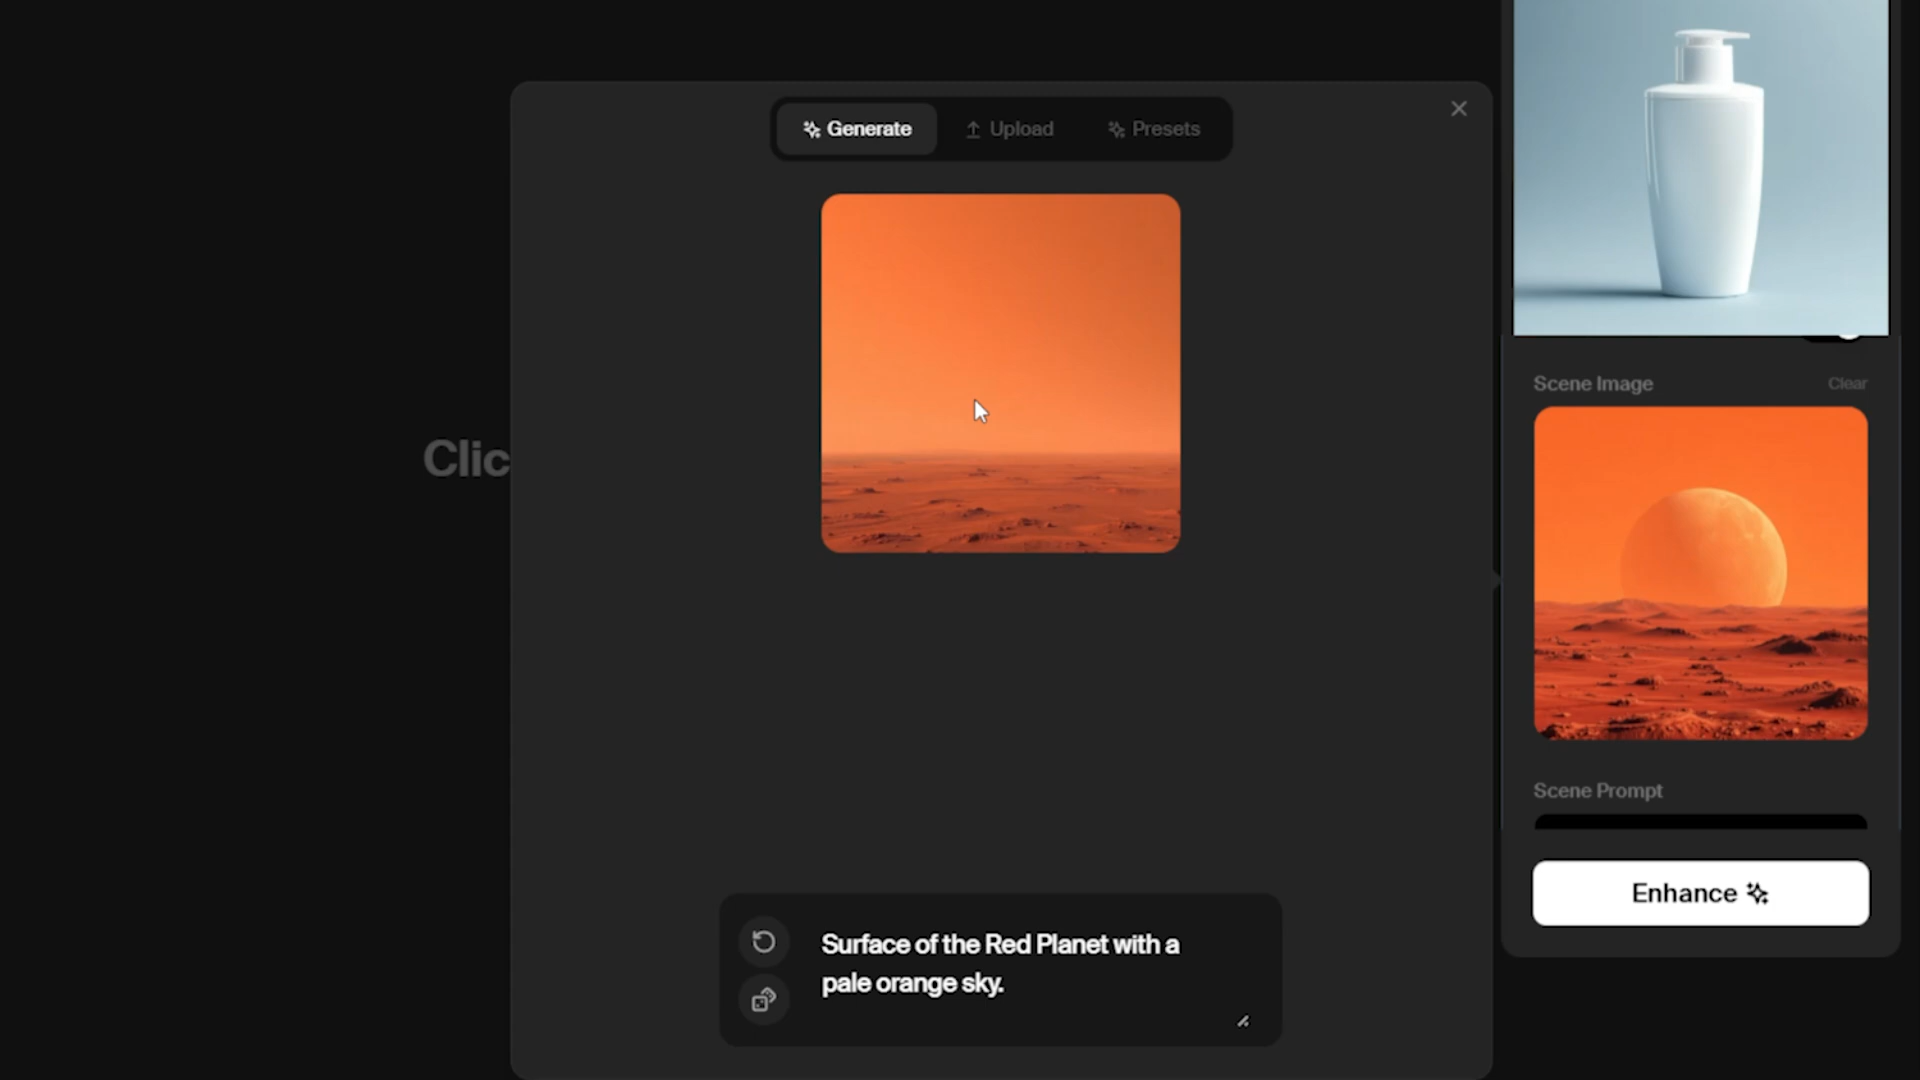 Generate
Upload
Presets
Clic
Scene Image
Clear
Scene Prompt
Enhance
Surface of the Red Planet with a
pale orange sky.